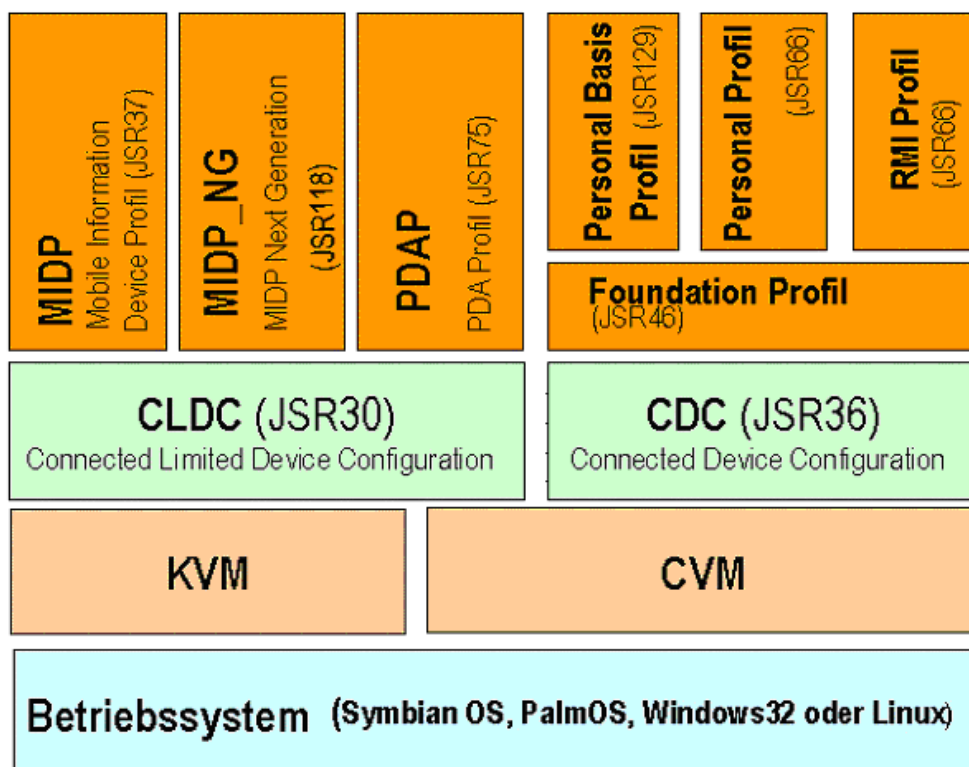 MIDP
Mobile Information
Device Profil (JSR37)
MIDP_NG
MIDP Next Generation
(JSR118)
PDAP
PDA Profil (JSR75)
Personal Basis
Profil (JSR129)
Personal Profil
(JSR66)
RMI Profil
(JSR66)
Foundation Profil
(JSR46)
CLDC (JSR30)
Connected Limited Device Configuration
CDC (JSR36)
Connected Device Configuration
KVM
CVM
Betriebssystem (Symbian OS, PalmOS, Windows32 oder Linux)